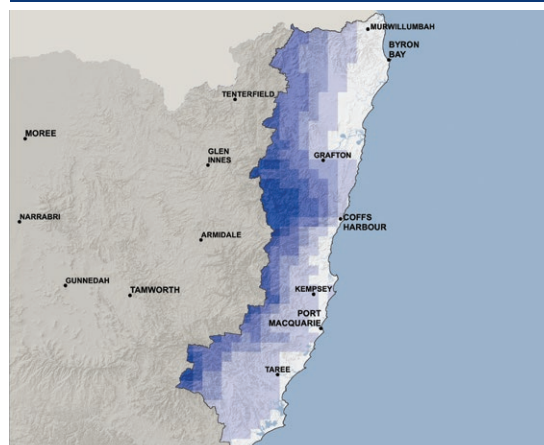 MURWILLUMBAH
BYRON
BAY
TENTERFIELD
MOREE
GLEN
INNES
GRAFTON
NARRABRI
COFFS
HARBOUR
ARMIDALE
GUNNEDAH
TAMWORTH
KEMPSEY
PORT
MACQUARIE
TAREE